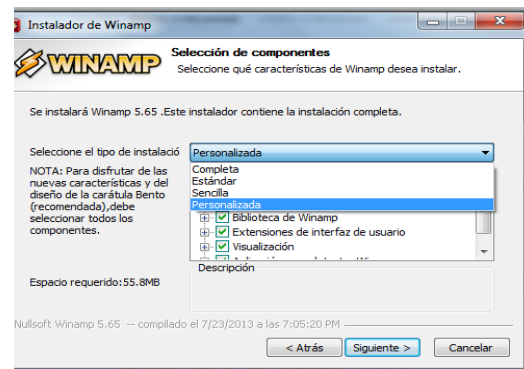 Instalador de Winamp
WINAMP
Selección de componentes
Seleccione qué características de Winamp desea instalar.
Se instalará Winamp 5.65 .Este instalador contiene la instalación completa.
Seleccione el tipo de instalació
Personalizada
Completa
Estándar
Sencilla
Personalizada
NOTA: Para disfrutar de las
nuevas características y del
diseño de la carátula Bento
(recomendada),debe
seleccionar todos los
componentes.
Biblioteca de Winamp
Extensiones de interfaz de usuario
Visualización
Descripción
Espacio requerido:55.8MB
Nullsoft Winamp 5.65 -- compilado el 7/23/2013 a las 7:05:20 PM
< Atrás
Siguiente >
Cancelar